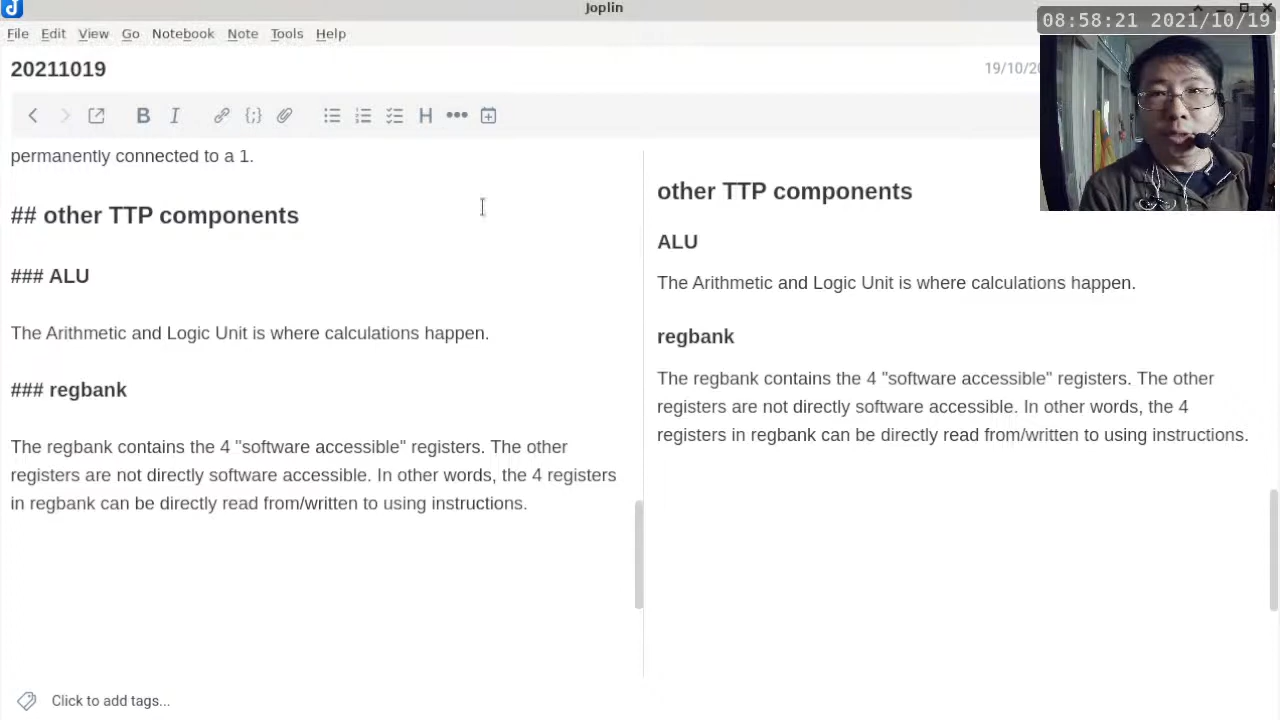 Joplin
08:58:21 2021/10/19
File Edit View Go Notebook Note Tools Help
20211019
19/10/20
B I {;} H
permanently connected to a 1.
## other TTP components
### ALU
The Arithmetic and Logic Unit is where calculations happen.
### regbank
The regbank contains the 4 "software accessible" registers. The other
registers are not directly software accessible. In other words, the 4 registers
in regbank can be directly read from/written to using instructions.
other TTP components
ALU
The Arithmetic and Logic Unit is where calculations happen.
regbank
The regbank contains the 4 "software accessible" registers. The other
registers are not directly software accessible. In other words, the 4
registers in regbank can be directly read from/written to using instructions.
Click to add tags...